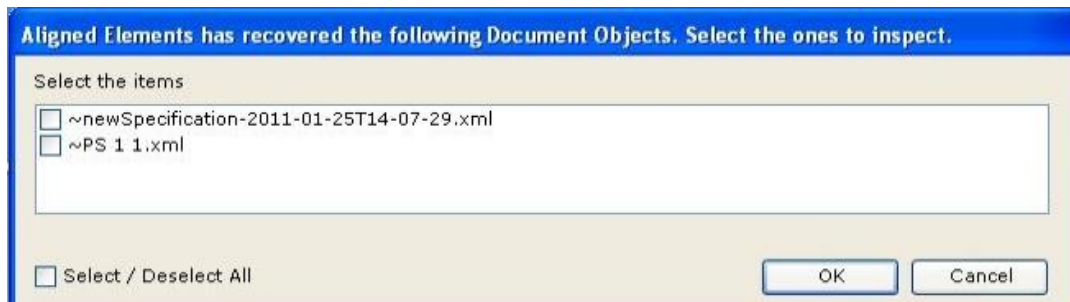 Aligned Elements has recovered the following Document Objects. Select the ones to inspect.
Select the items
~newSpecification-2011-01-25T14-07-29.xml
~PS 1 1.xml
Select / Deselect All
OK
Cancel